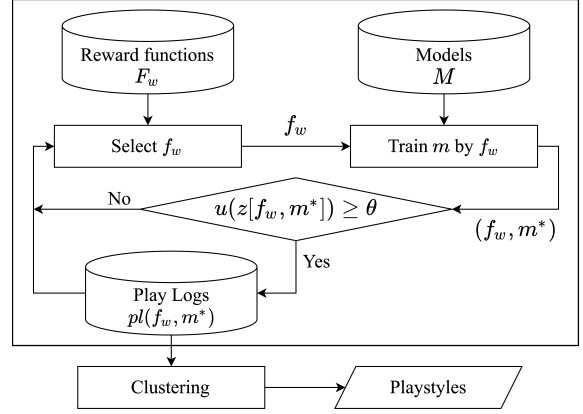 Reward functions
F_w
Models
M
Select f_w
f_w
Train m by f_w
No
u(z[f_w, m*]) ≥ θ
(f_w, m*)
Yes
Play Logs
pl(f_w, m*)
Clustering
Playstyles